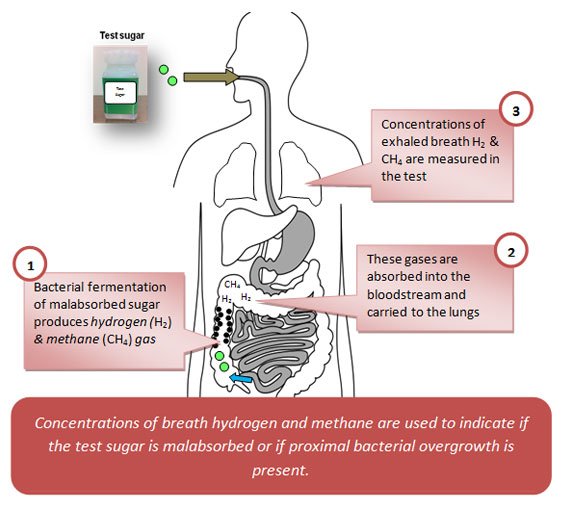 Test sugar
Test
Sugar
3
Concentrations of
exhaled breath H₂ &
CH₄ are measured in
the test
2
These gases are
absorbed into the
bloodstream and
carried to the lungs
1
Bacterial fermentation
of malabsorbed sugar
produces hydrogen (H₂)
& methane (CH₄) gas
CH₄
H₂ H₂
Concentrations of breath hydrogen and methane are used to indicate if
the test sugar is malabsorbed or if proximal bacterial overgrowth is
present.